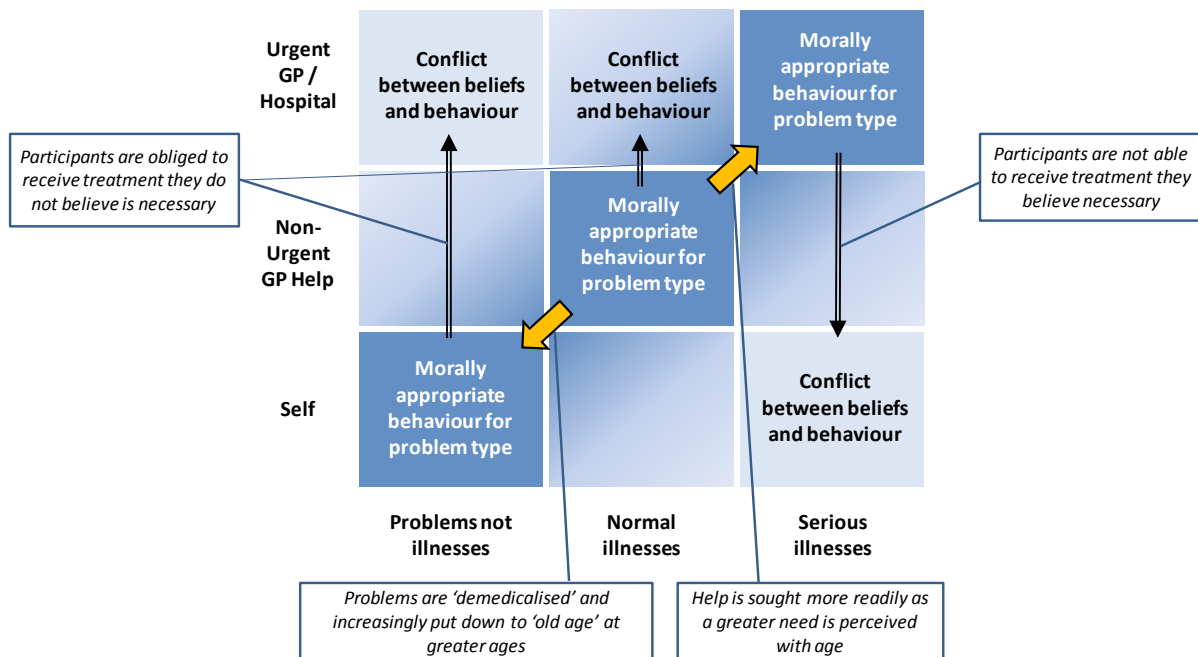 Urgent
GP /
Hospital
Conflict
between beliefs
and behaviour
Conflict
between beliefs
and behaviour
Morally
appropriate
behaviour for
problem type
Participants are obliged to
receive treatment they do
not believe is necessary
Participants are not able
to receive treatment they
believe necessary
Non-
Urgent
GP Help
Morally
appropriate
behaviour for
problem type
Self
Morally
appropriate
behaviour for
problem type
Conflict
between beliefs
and behaviour
Problems not
illnesses
Normal
illnesses
Serious
illnesses
Problems are ‘demedicalised’ and
increasingly put down to ‘old age’ at
greater ages
Help is sought more readily as
a greater need is perceived
with age